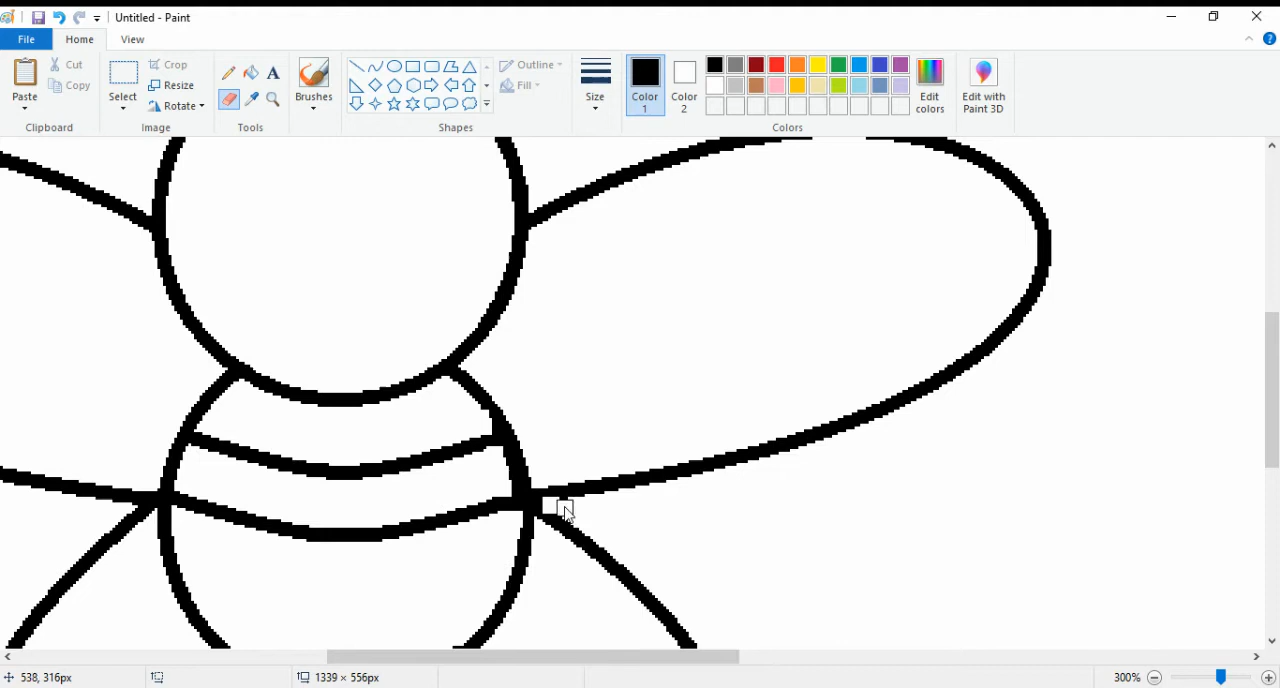 Untitled - Paint
File Home View
Paste
Cut
Copy
Clipboard
Select
Crop
Resize
Rotate
Image
A
Tools
Brushes
Outline
Fill
Shapes
Size
Color 1
Color 2
Edit colors
Colors
Edit with Paint 3D
538, 316px
1339 × 556px
300%